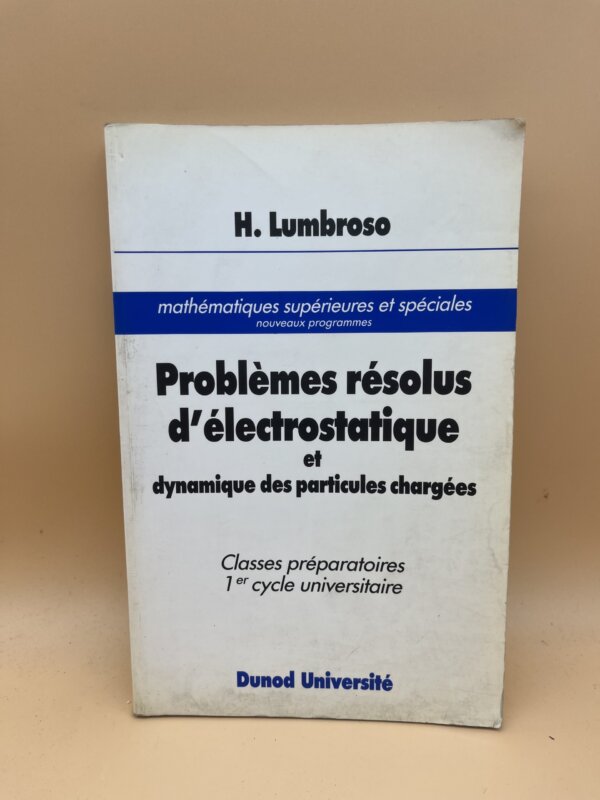 H. Lumbroso
mathématiques supérieures et spéciales
nouveaux programmes
Problèmes résolus
d'électrostatique
et
dynamique des particules chargées
Classes préparatoires
1er cycle universitaire
Dunod Université